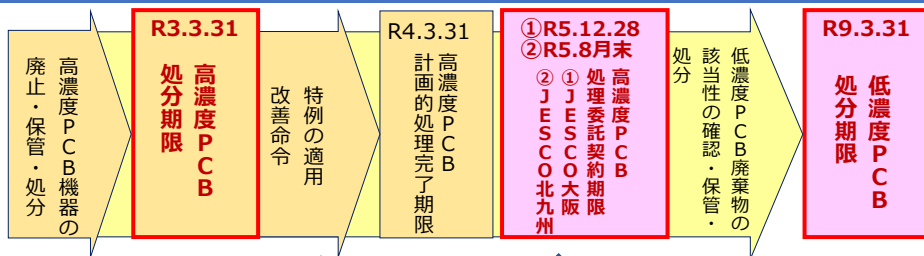 高濃度PCB機器の
廃止・保管・処分
R3.3.31
高濃度PCB
処分期限
特例の適用
改善命令
R4.3.31
高濃度PCB
計画的処理完了期限
①R5.12.28
②R5.8月末
高濃度PCB
処理委託契約期限
①JESCO大阪
②JESCO北九州
低濃度PCB廃棄物の
該当性の確認・保管・
処分
R9.3.31
低濃度PCB
処分期限